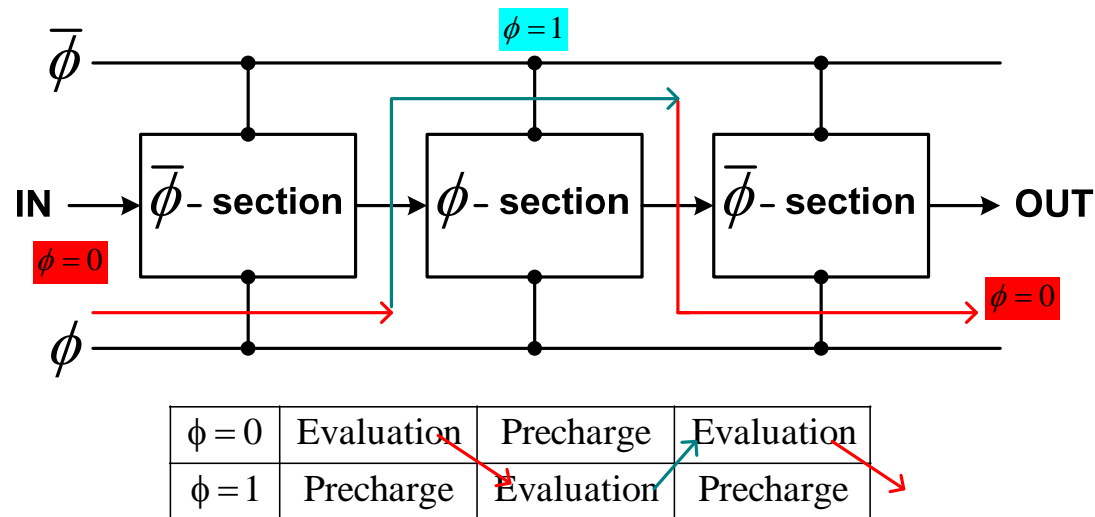 ϕ̅
ϕ = 1
IN
ϕ̅ - section
ϕ - section
ϕ̅ - section
OUT
ϕ = 0
ϕ = 0
ϕ
ϕ = 0 Evaluation Precharge Evaluation
ϕ = 1 Precharge Evaluation Precharge